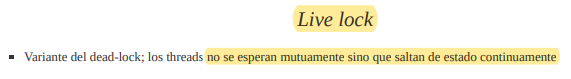 Live lock
Variante del dead-lock; los threads no se esperan mutuamente sino que saltan de estado continuamente